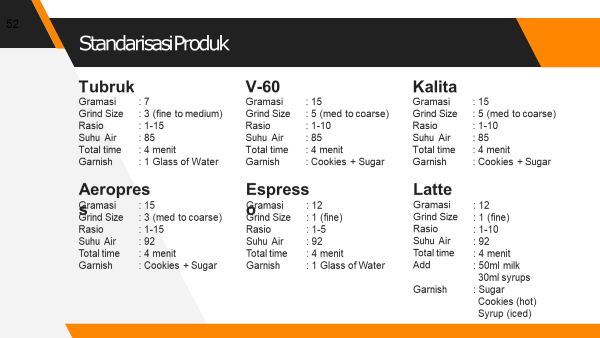 52
Standarisasi Produk
Tubruk
Gramasi : 7
Grind Size : 3 (fine to medium)
Rasio : 1-15
Suhu Air : 85
Total time : 4 menit
Garnish : 1 Glass of Water
V-60
Gramasi : 15
Grind Size : 5 (med to coarse)
Rasio : 1-10
Suhu Air : 85
Total time : 4 menit
Garnish : Cookies + Sugar
Kalita
Gramasi : 15
Grind Size : 5 (med to coarse)
Rasio : 1-10
Suhu Air : 85
Total time : 4 menit
Garnish : Cookies + Sugar
Aeropres
s
Gramasi : 15
Grind Size : 3 (med to coarse)
Rasio : 1-15
Suhu Air : 92
Total time : 4 menit
Garnish : Cookies + Sugar
Espress
o
Gramasi : 12
Grind Size : 1 (fine)
Rasio : 1-5
Suhu Air : 92
Total time : 4 menit
Garnish : 1 Glass of Water
Latte
Gramasi : 12
Grind Size : 1 (fine)
Rasio : 1-10
Suhu Air : 92
Total time : 4 menit
Add : 50ml milk
30ml syrups
Garnish : Sugar
Cookies (hot)
Syrup (iced)